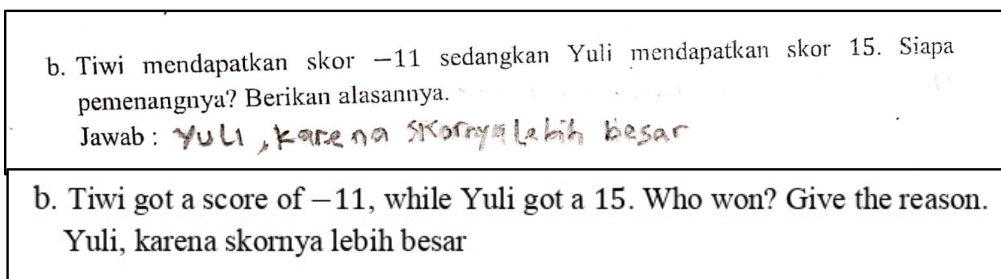 b. Tiwi mendapatkan skor −11 sedangkan Yuli mendapatkan skor 15. Siapa
pemenangnya? Berikan alasannya.
Jawab : Yuli, karena skornya lebih besar
b. Tiwi got a score of −11, while Yuli got a 15. Who won? Give the reason.
Yuli, karena skornya lebih besar